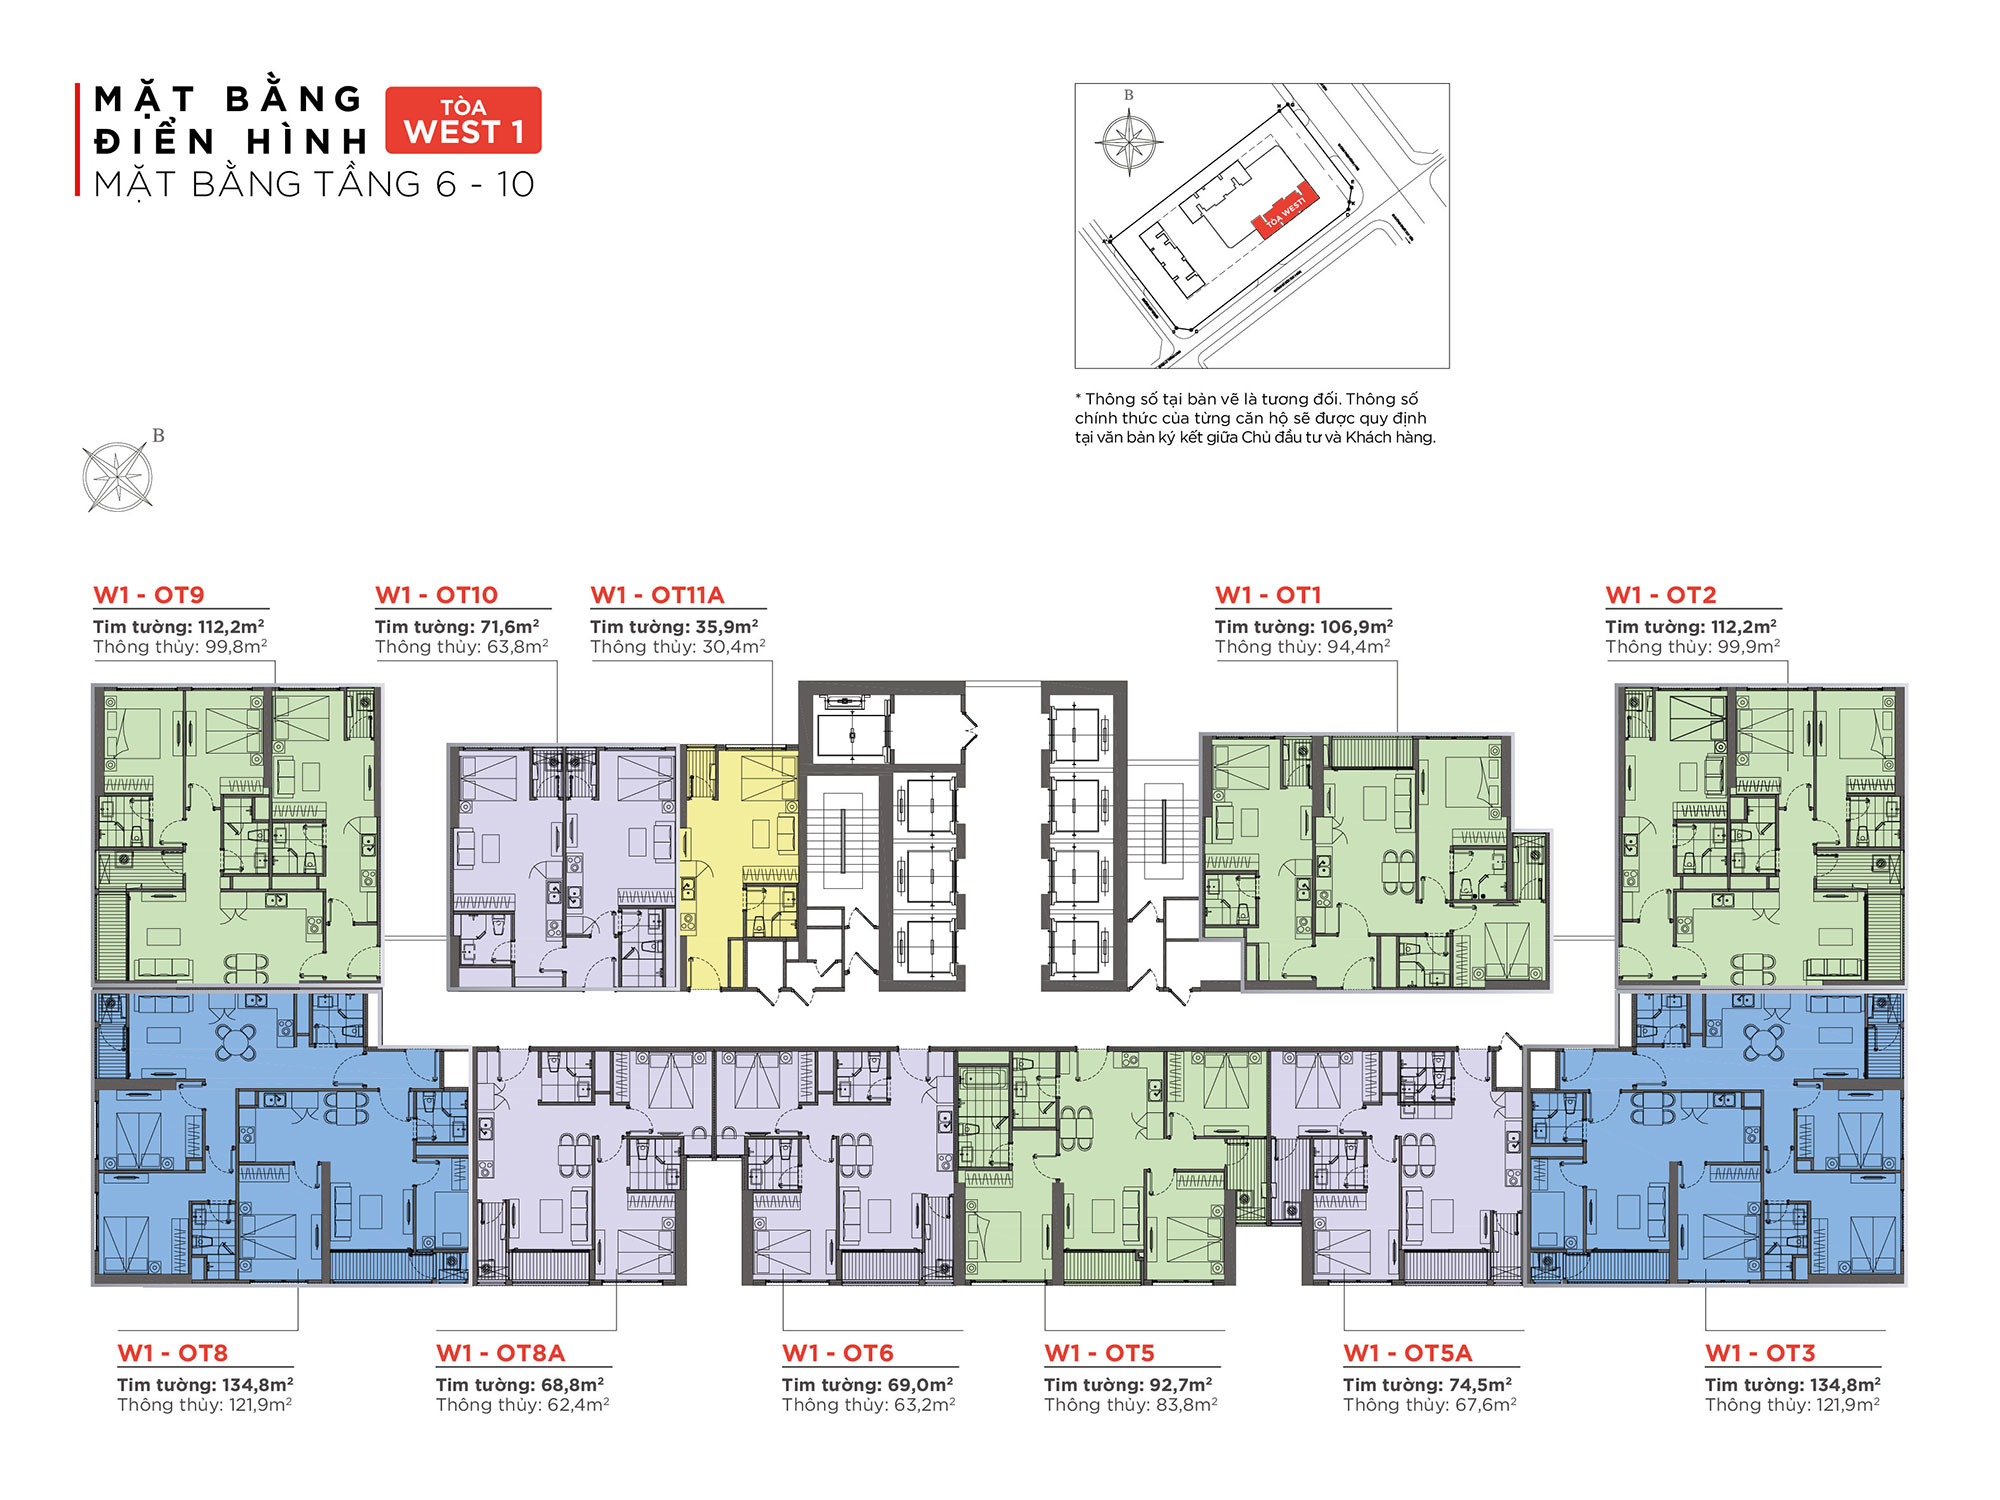 MẶT BẰNG
ĐIỂN HÌNH
TÒA
WEST 1
MẶT BẰNG TẦNG 6 - 10
B
TÒA WEST1
* Thông số tại bản vẽ là tương đối. Thông số
chính thức của từng căn hộ sẽ được quy định
tại văn bản ký kết giữa Chủ đầu tư và Khách hàng.
B
W1 - OT9
Tim tường: 112,2m²
Thông thủy: 99,8m²
W1 - OT10
Tim tường: 71,6m²
Thông thủy: 63,8m²
W1 - OT11A
Tim tường: 35,9m²
Thông thủy: 30,4m²
W1 - OT1
Tim tường: 106,9m²
Thông thủy: 94,4m²
W1 - OT2
Tim tường: 112,2m²
Thông thủy: 99,9m²
W1 - OT8
Tim tường: 134,8m²
Thông thủy: 121,9m²
W1 - OT8A
Tim tường: 68,8m²
Thông thủy: 62,4m²
W1 - OT6
Tim tường: 69,0m²
Thông thủy: 63,2m²
W1 - OT5
Tim tường: 92,7m²
Thông thủy: 83,8m²
W1 - OT5A
Tim tường: 74,5m²
Thông thủy: 67,6m²
W1 - OT3
Tim tường: 134,8m²
Thông thủy: 121,9m²